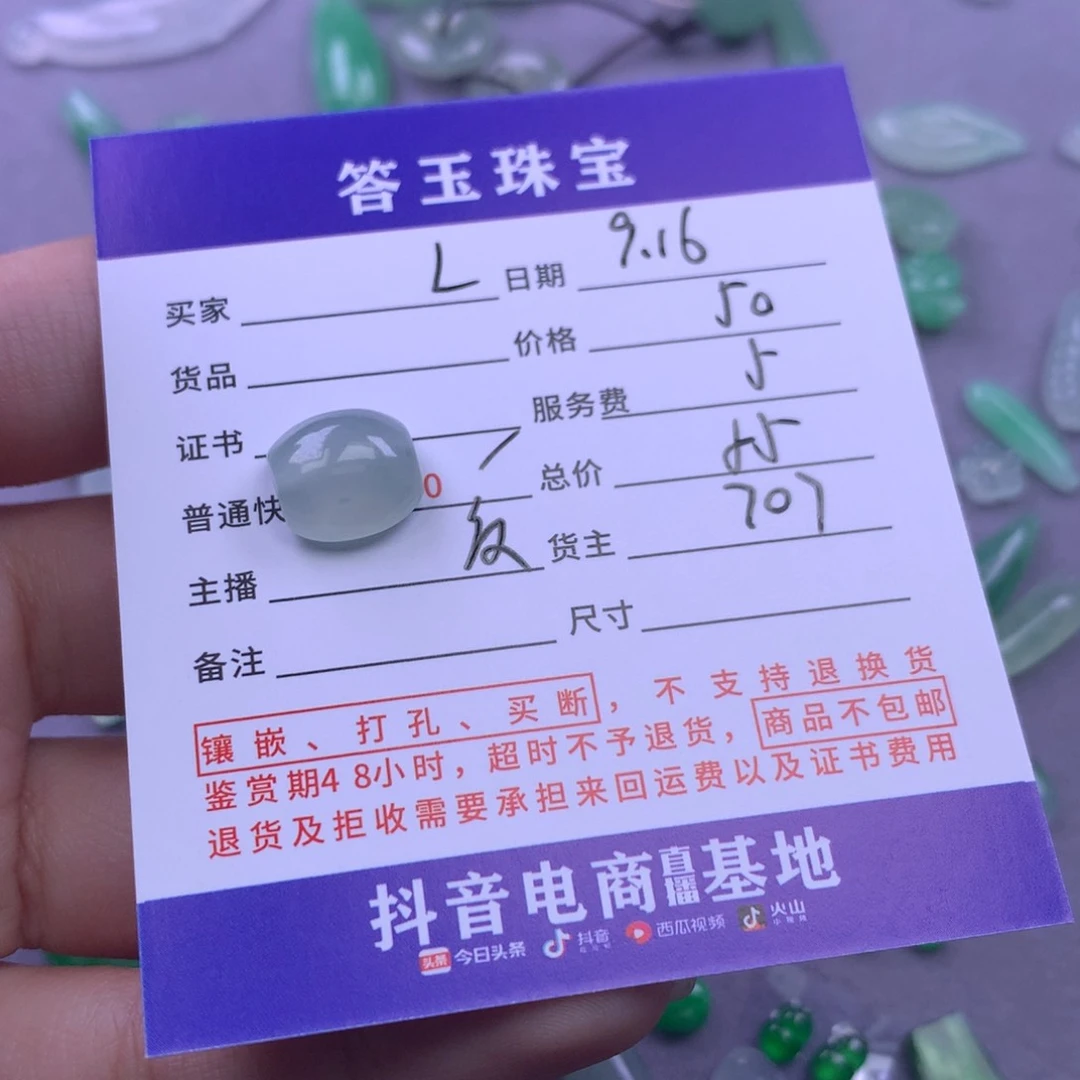 答玉珠宝
买家 L 日期 9.16
货品 价格 50
证书 服务费 5
普通快 0 / 总价
主播 货主 707
备注 尺寸
镶嵌、打孔、买断，不支持退换货
鉴赏期48小时，超时不予退货，商品不包邮
退货及拒收需要承担来回运费以及证书费用
抖音电商直播基地
头条 今日头条 抖音 西瓜视频 火山